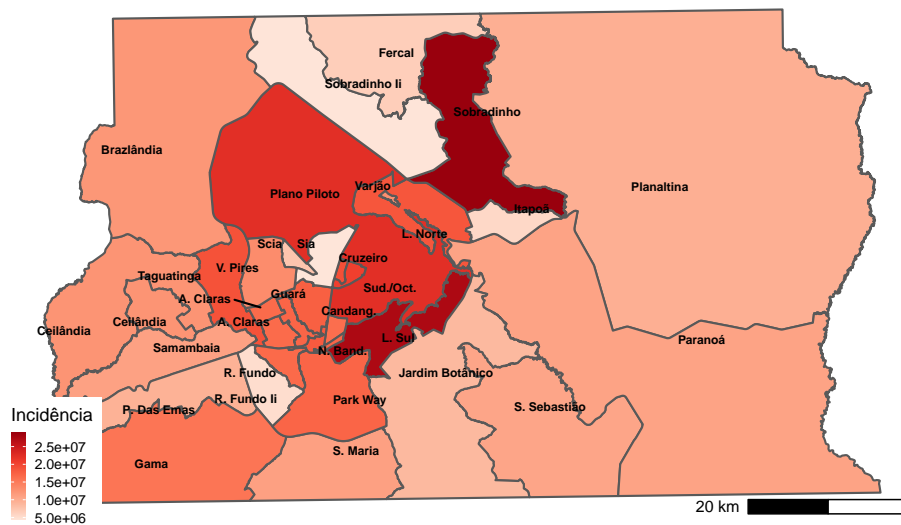 Fercal
Sobradinho Ii
Sobradinho
Brazlândia
Planaltina
Varjão
Plano Piloto
Itapoã
L. Norte
Scia
Sia
Cruzeiro
V. Pires
Taguatinga
Sud./Oct.
Guará
A. Claras
Candang.
Ceilândia
A. Claras
Ceilândia
L. Sul
Paranoá
Samambaia
N. Band.
R. Fundo
Jardim Botânico
R. Fundo Ii
Park Way
P. Das Emas
S. Sebastião
S. Maria
Gama
Incidência
2.5e+07
2.0e+07
1.5e+07
1.0e+07
5.0e+06
20 km